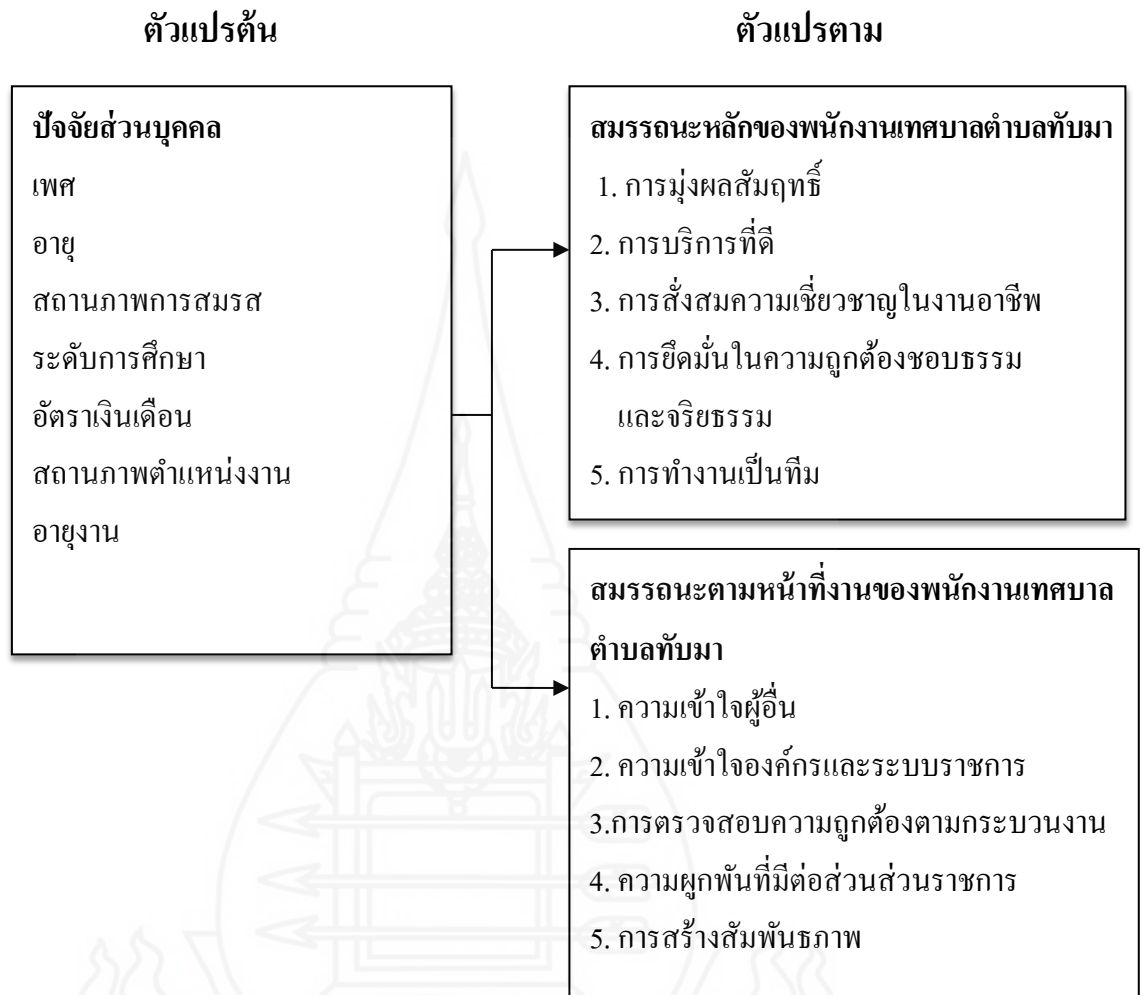 ตัวแปรต้น
ตัวแปรตาม
ปัจจัยส่วนบุคคล
เพศ
อายุ
สถานภาพการสมรส
ระดับการศึกษา
อัตราเงินเดือน
สถานภาพตำแหน่งงาน
อายุงาน
สมรรถนะหลักของพนักงานเทศบาลตำบลทับมา
1. การมุ่งผลสัมฤทธิ์
2. การบริการที่ดี
3. การสั่งสมความเชี่ยวชาญในงานอาชีพ
4. การยึดมั่นในความถูกต้องชอบธรรม
และจริยธรรม
5. การทำงานเป็นทีม
สมรรถนะตามหน้าที่งานของพนักงานเทศบาล
ตำบลทับมา
1. ความเข้าใจผู้อื่น
2. ความเข้าใจองค์กรและระบบราชการ
3.การตรวจสอบความถูกต้องตามกระบวนงาน
4. ความผูกพันที่มีต่อส่วนส่วนราชการ
5. การสร้างสัมพันธภาพ